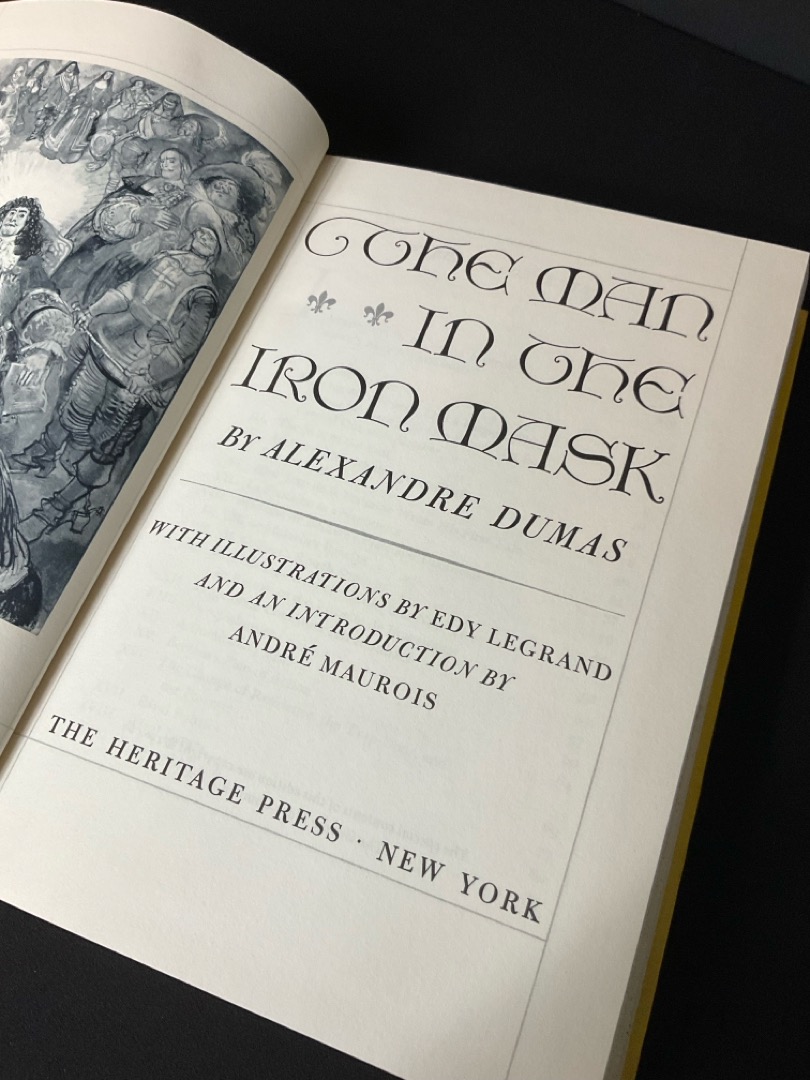 THE MAN
IN THE
IRON MASK
By ALEXANDRE DUMAS
WITH ILLUSTRATIONS BY EDY LEGRAND
AND AN INTRODUCTION BY
ANDRÉ MAUROIS
THE HERITAGE PRESS · NEW YORK